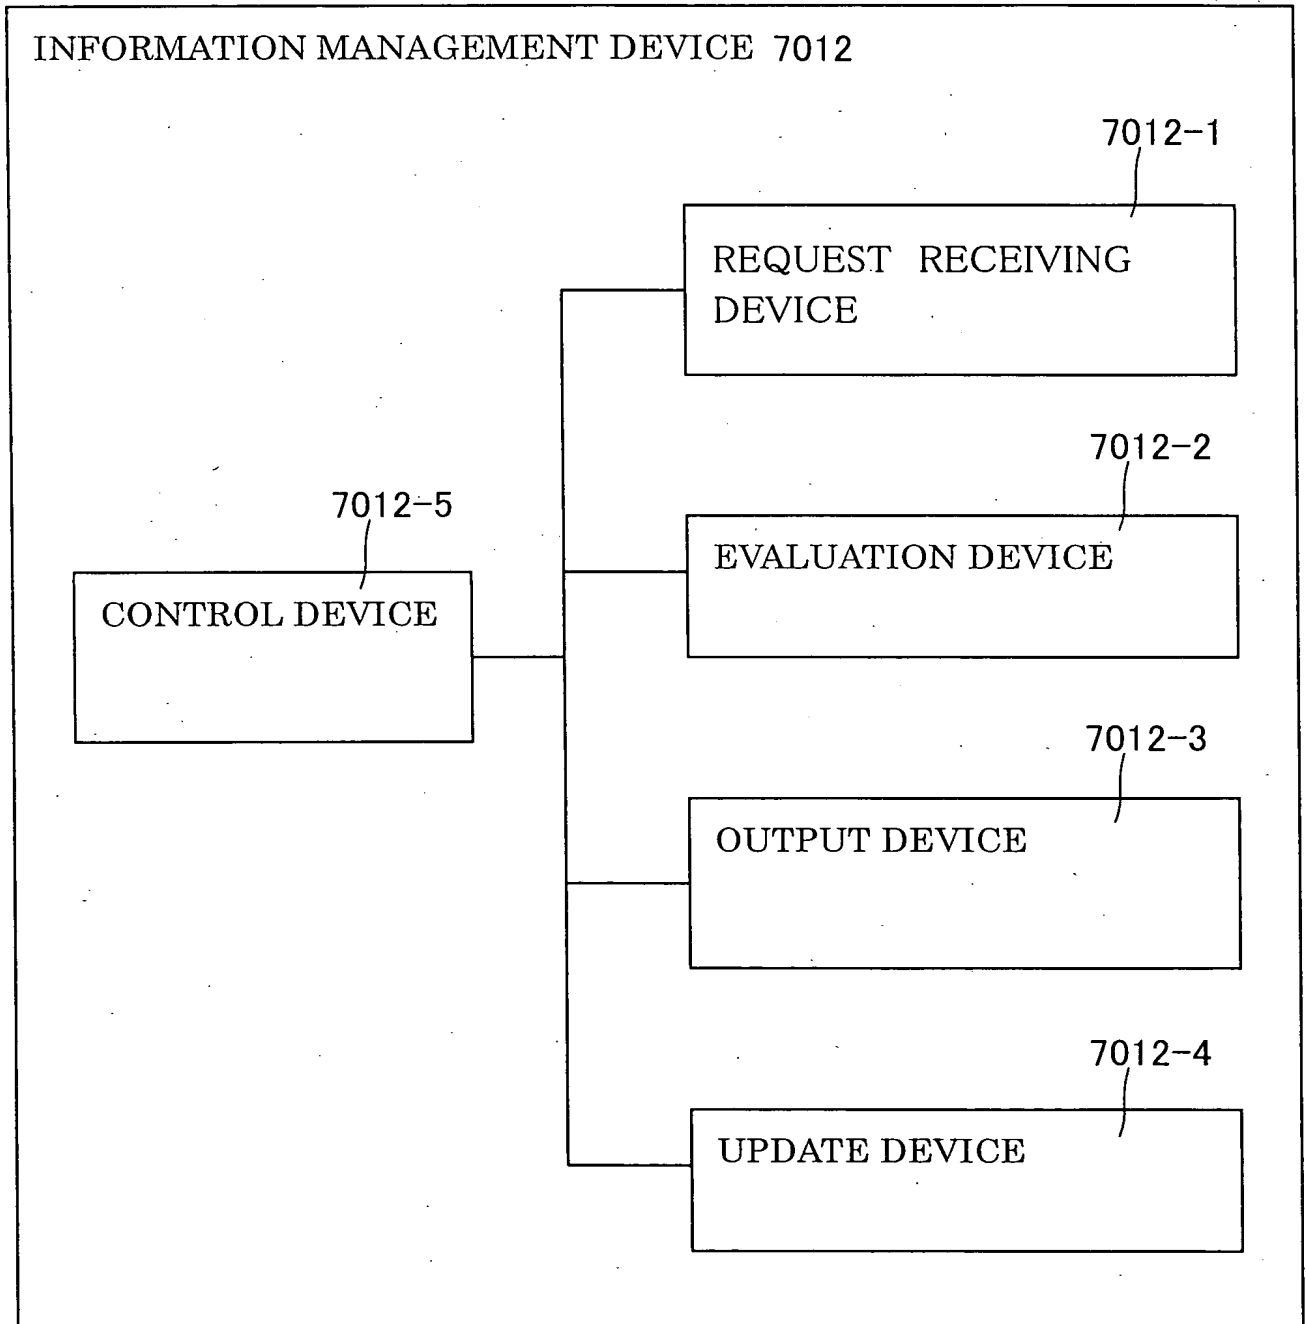 INFORMATION MANAGEMENT DEVICE 7012
7012-1
REQUEST RECEIVING
DEVICE
7012-2
EVALUATION DEVICE
7012-5
CONTROL DEVICE
7012-3
OUTPUT DEVICE
7012-4
UPDATE DEVICE